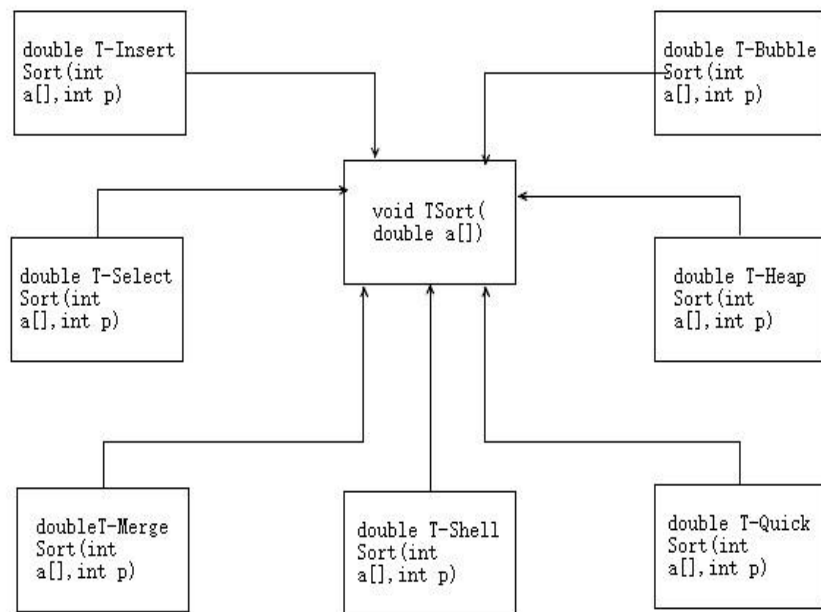 double T-Insert
Sort(int
a[],int p)
double T-Bubble
Sort(int
a[],int p)
void TSort(
double a[])
double T-Select
Sort(int
a[],int p)
double T-Heap
Sort(int
a[],int p)
doubleT-Merge
Sort(int
a[],int p)
double T-Shell
Sort(int
a[],int p)
double T-Quick
Sort(int
a[],int p)